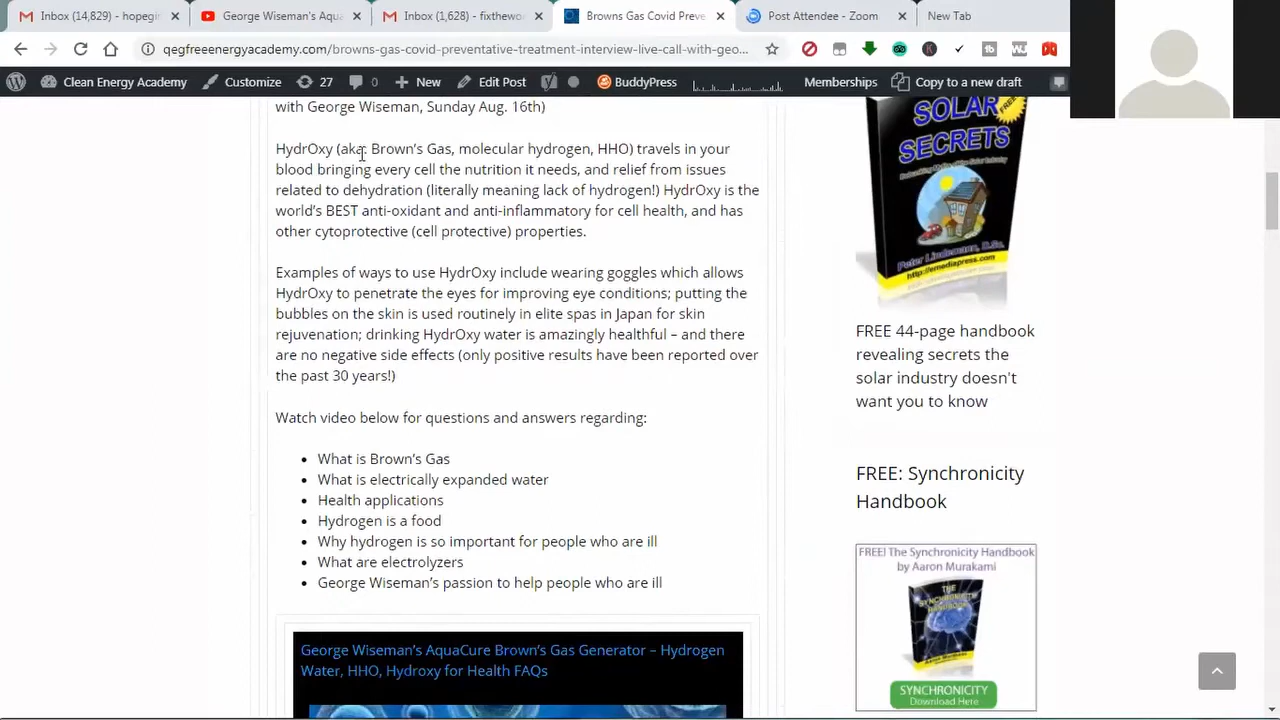 Inbox (14,829) - hopegi
George Wiseman's Aqua
Inbox (1,628) - fixthewo
Browns Gas Covid Preve
Post Attendee - Zoom
New Tab
qegfreeenergyacademy.com/browns-gas-covid-preventative-treatment-interview-live-call-with-geo...
Clean Energy Academy
Customize
27
0
New
Edit Post
BuddyPress
Memberships
Copy to a new draft
with George Wiseman, Sunday Aug. 16th)
HydrOxy (aka: Brown's Gas, molecular hydrogen, HHO) travels in your
blood bringing every cell the nutrition it needs, and relief from issues
related to dehydration (literally meaning lack of hydrogen!) HydrOxy is the
world's BEST anti-oxidant and anti-inflammatory for cell health, and has
other cytoprotective (cell protective) properties.
Examples of ways to use HydrOxy include wearing goggles which allows
HydrOxy to penetrate the eyes for improving eye conditions; putting the
bubbles on the skin is used routinely in elite spas in Japan for skin
rejuvenation; drinking HydrOxy water is amazingly healthful – and there
are no negative side effects (only positive results have been reported over
the past 30 years!)
Watch video below for questions and answers regarding:
What is Brown's Gas
What is electrically expanded water
Health applications
Hydrogen is a food
Why hydrogen is so important for people who are ill
What are electrolyzers
George Wiseman's passion to help people who are ill
George Wiseman's AquaCure Brown's Gas Generator – Hydrogen
Water, HHO, Hydroxy for Health FAQs
SOLAR
SECRETS
FREE
Peter Lindemann, D.Sc.
http://emediapress.com
FREE 44-page handbook
revealing secrets the
solar industry doesn't
want you to know
FREE: Synchronicity
Handbook
FREE! The Synchronicity Handbook
by Aaron Murakami
THE
SYNCHRONICITY
HANDBOOK
Aaron Murakami
SYNCHRONICITY
Download Here